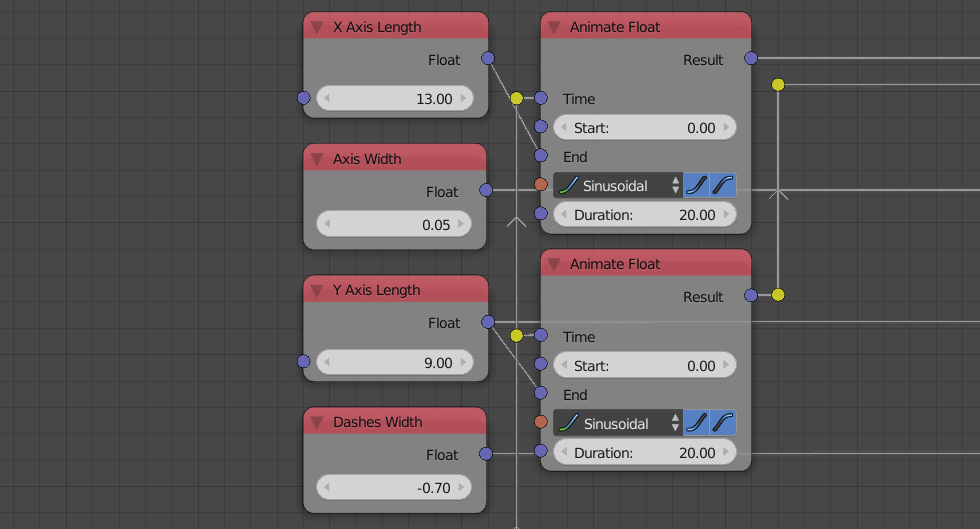 X Axis Length
Float
13.00
Axis Width
Float
0.05
Y Axis Length
Float
9.00
Dashes Width
Float
-0.70
Animate Float
Result
Time
Start: 0.00
End
Sinusoidal
Duration: 20.00
Animate Float
Result
Time
Start: 0.00
End
Sinusoidal
Duration: 20.00